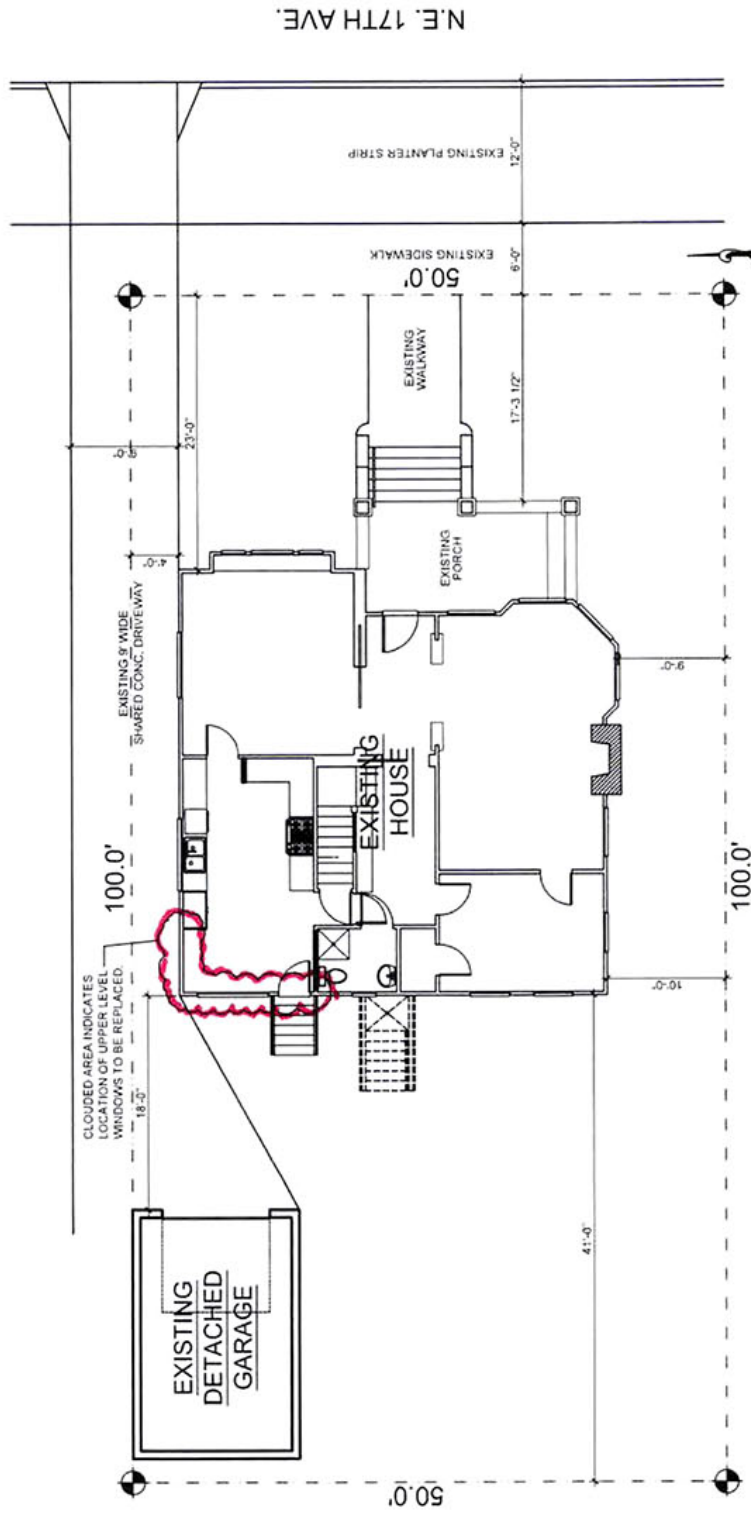 N.E. 17TH AVE.
EXISTING PLANTER STRIP
12'-0"
EXISTING SIDEWALK
6'-0"
50.0'
EXISTING
WALKWAY
17'-3 1/2"
23'-0"
9'-0"
4'-0"
EXISTING 9' WIDE
SHARED CONC. DRIVEWAY
EXISTING
PORCH
9'-0"
EXISTING
HOUSE
100.0'
100.0'
CLOUDED AREA INDICATES
LOCATION OF UPPER LEVEL
WINDOWS TO BE REPLACED.
18'-0"
10'-0"
41'-0"
EXISTING
DETACHED
GARAGE
50.0'